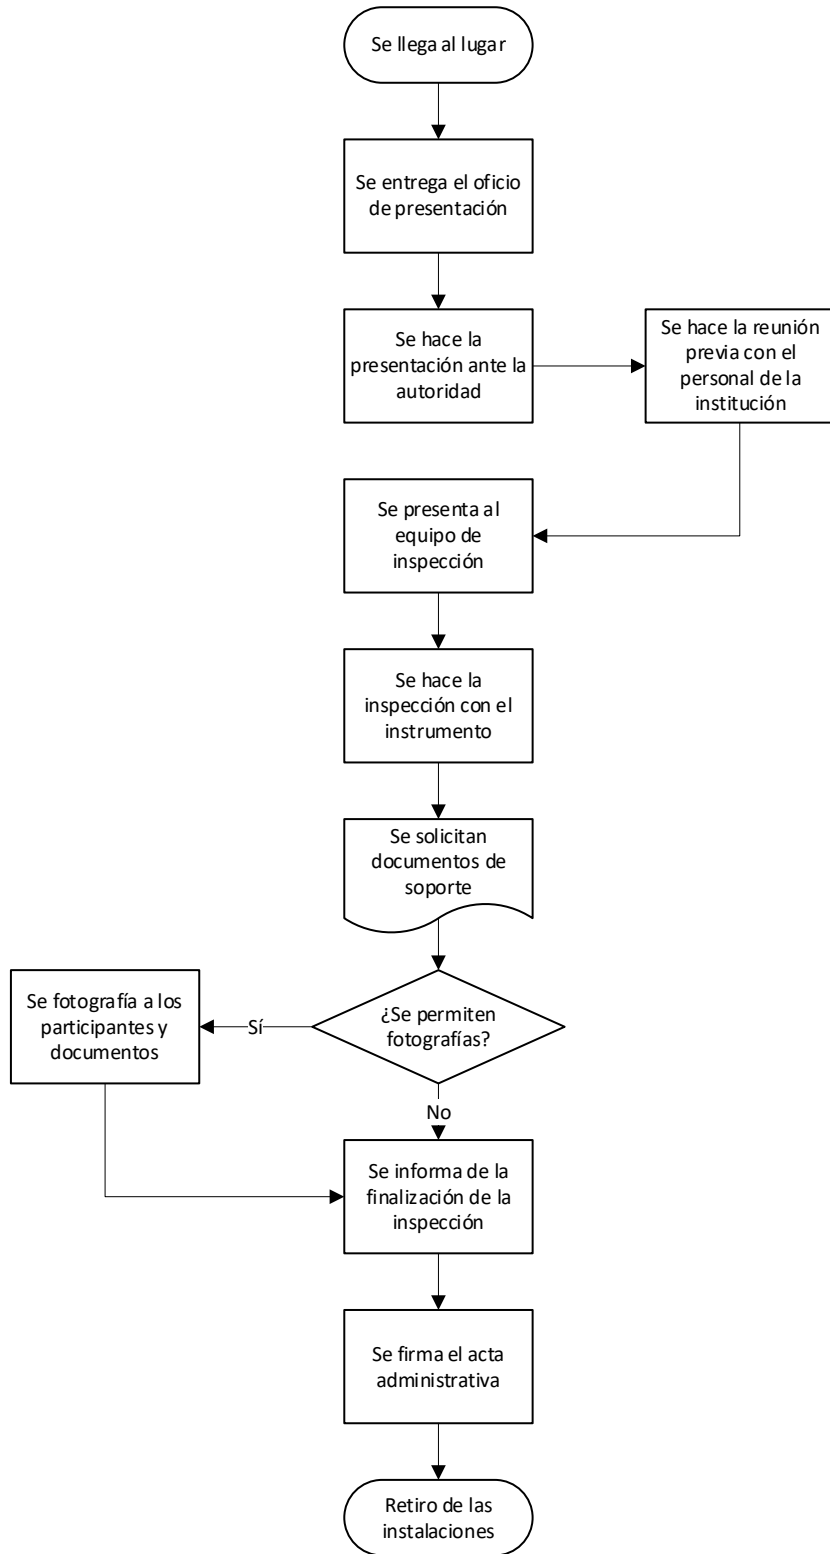 Se llega al lugar
Se entrega el oficio
de presentación
Se hace la
presentación ante la
autoridad
Se hace la reunión
previa con el
personal de la
institución
Se presenta al
equipo de
inspección
Se hace la
inspección con el
instrumento
Se solicitan
documentos de
soporte
¿Se permiten
fotografías?
Sí
Se fotografía a los
participantes y
documentos
No
Se informa de la
finalización de la
inspección
Se firma el acta
administrativa
Retiro de las
instalaciones